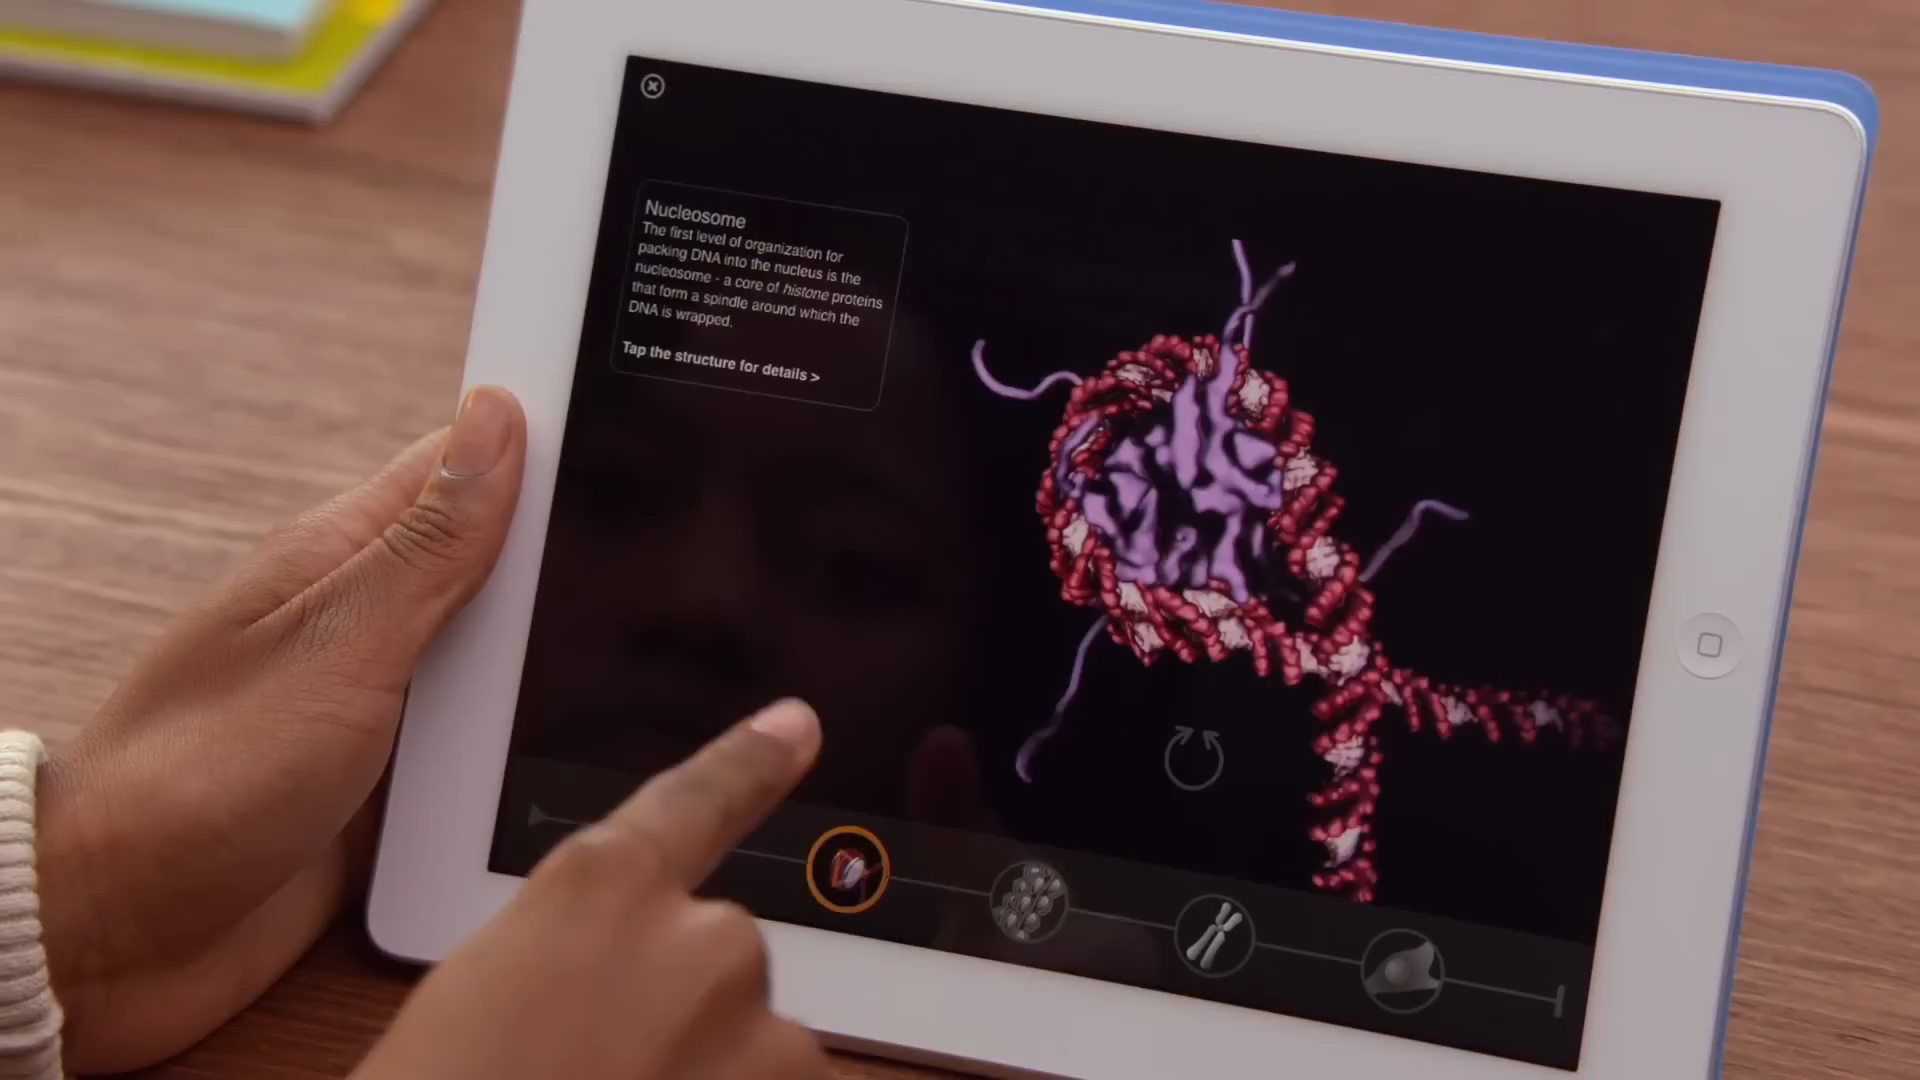 Nucleosome
The first level of organization for
packing DNA into the nucleus is the
nucleosome - a core of histone proteins
that form a spindle around which the
DNA is wrapped.
Tap the structure for details >